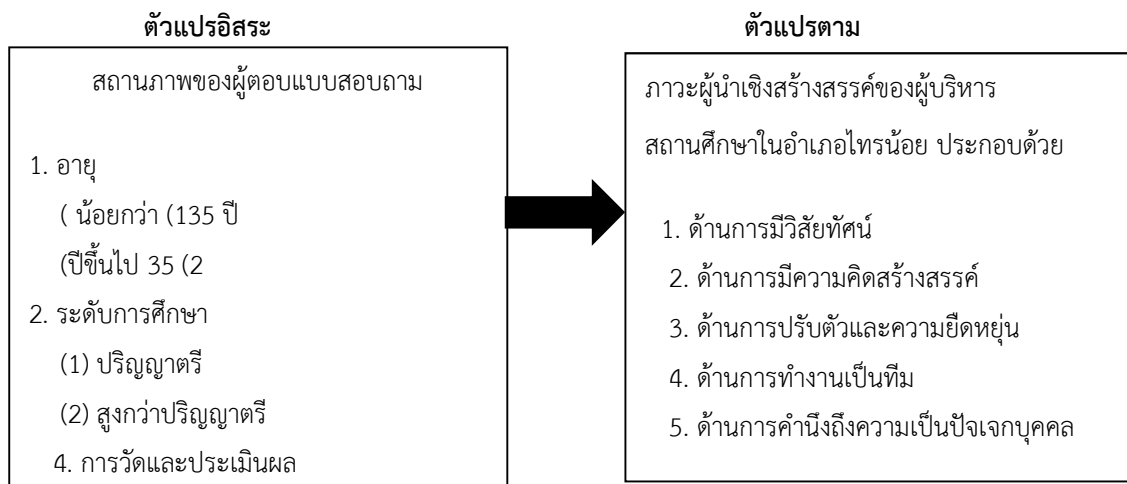 ตัวแปรอิสระ
สถานภาพของผู้ตอบแบบสอบถาม
1. อายุ
( น้อยกว่า (135 ปี
(ปีขึ้นไป 35 (2
2. ระดับการศึกษา
(1) ปริญญาตรี
(2) สูงกว่าปริญญาตรี
4. การวัดและประเมินผล
ตัวแปรตาม
ภาวะผู้นำเชิงสร้างสรรค์ของผู้บริหาร
สถานศึกษาในอำเภอไทรน้อย ประกอบด้วย
1. ด้านการมีวิสัยทัศน์
2. ด้านการมีความคิดสร้างสรรค์
3. ด้านการปรับตัวและความยืดหยุ่น
4. ด้านการทำงานเป็นทีม
5. ด้านการคำนึงถึงความเป็นปัจเจกบุคคล